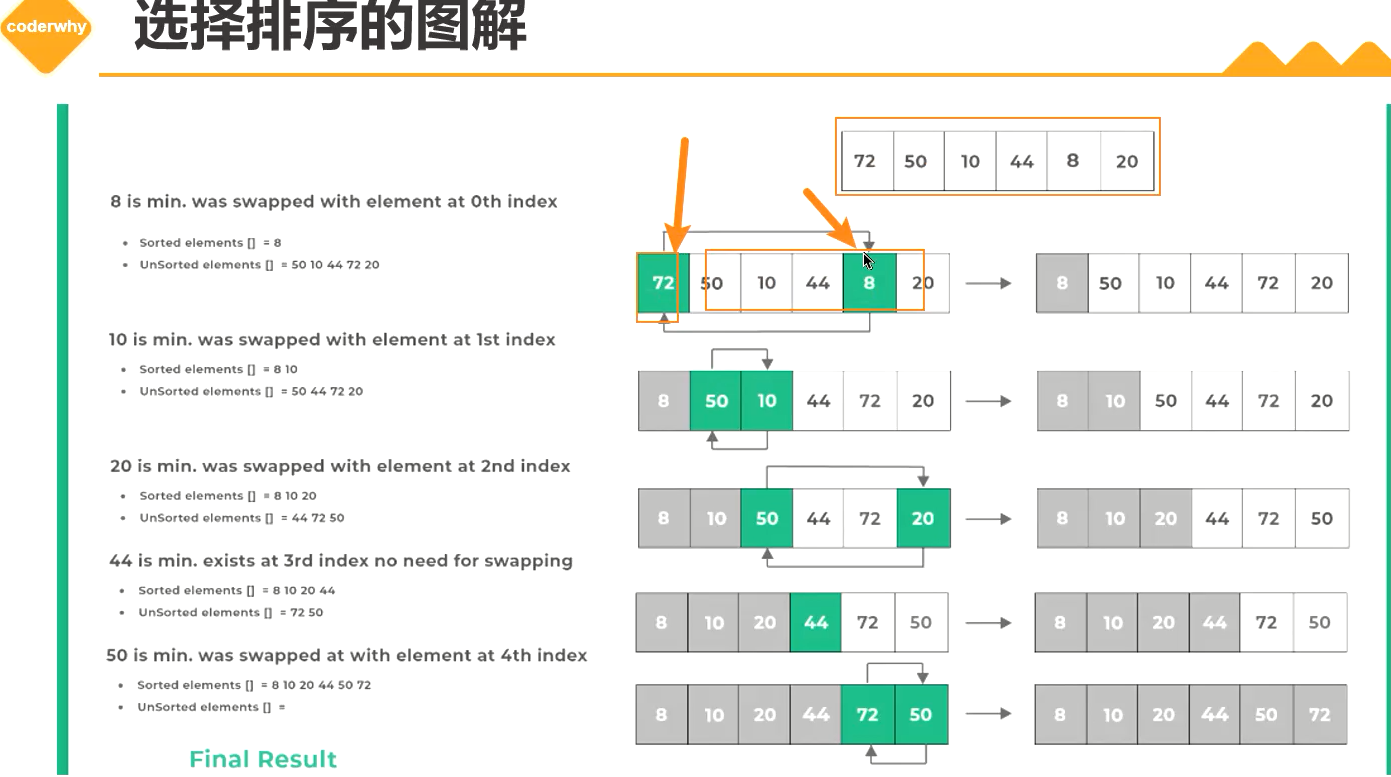 coderwhy
选择排序的图解
72 50 10 44 8 20
8 is min. was swapped with element at 0th index
• Sorted elements [] = 8
• UnSorted elements [] = 50 10 44 72 20
72 50 10 44 8 20
8 50 10 44 72 20
10 is min. was swapped with element at 1st index
• Sorted elements [] = 8 10
• UnSorted elements [] = 50 44 72 20
8 50 10 44 72 20
8 10 50 44 72 20
20 is min. was swapped with element at 2nd index
• Sorted elements [] = 8 10 20
• UnSorted elements [] = 44 72 50
8 10 50 44 72 20
8 10 20 44 72 50
44 is min. exists at 3rd index no need for swapping
• Sorted elements [] = 8 10 20 44
• UnSorted elements [] = 72 50
8 10 20 44 72 50
8 10 20 44 72 50
50 is min. was swapped at with element at 4th index
• Sorted elements [] = 8 10 20 44 50 72
• UnSorted elements [] =
8 10 20 44 72 50
8 10 20 44 50 72
Final Result